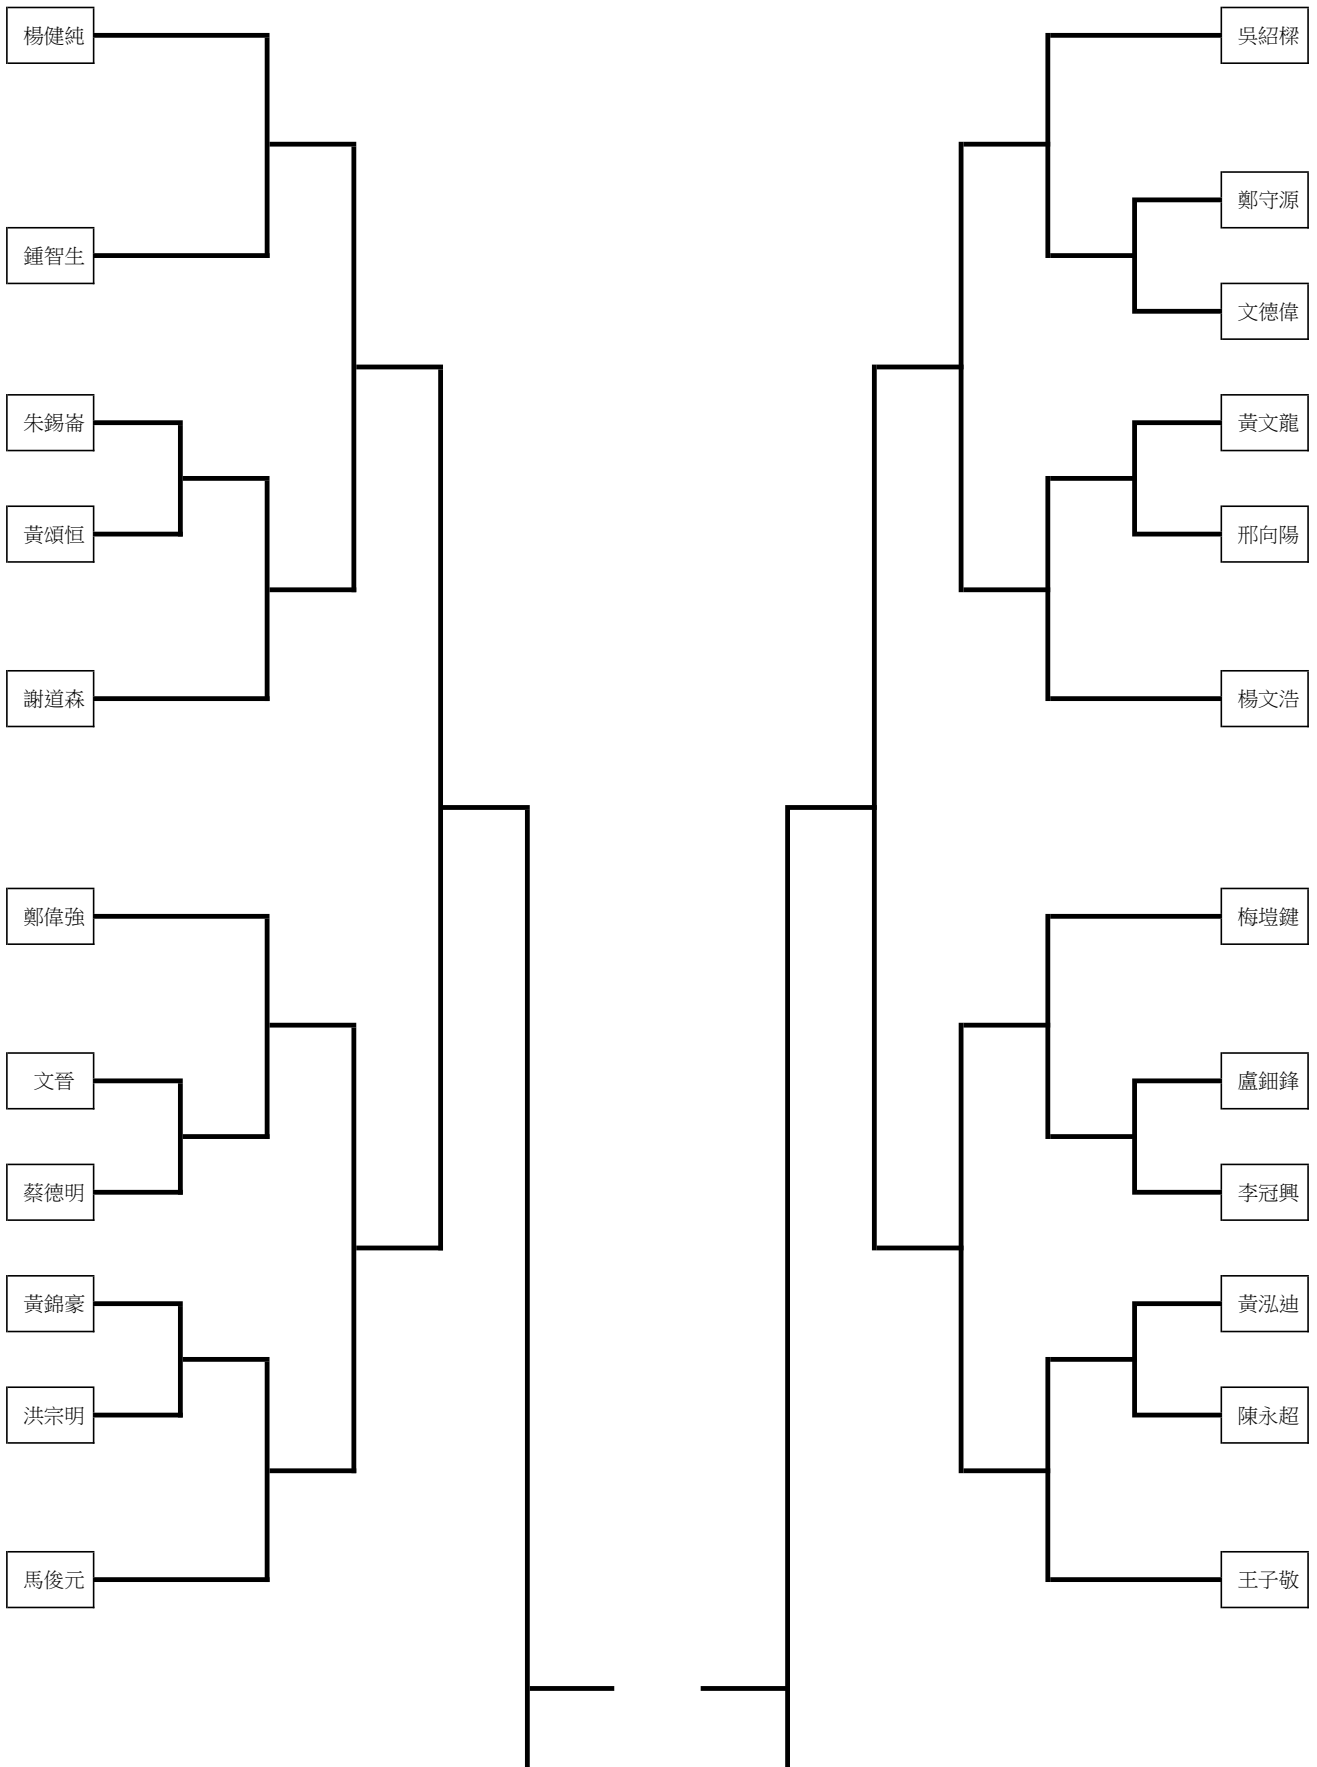 楊健純
鍾智生
朱錫崙
黃頌恒
謝道森
鄭偉強
文晉
蔡德明
黃錦豪
洪宗明
馬俊元
吳紹樑
鄭守源
文德偉
黃文龍
邢向陽
楊文浩
梅塏鍵
盧鈿鋒
李冠興
黃泓迪
陳永超
王子敬